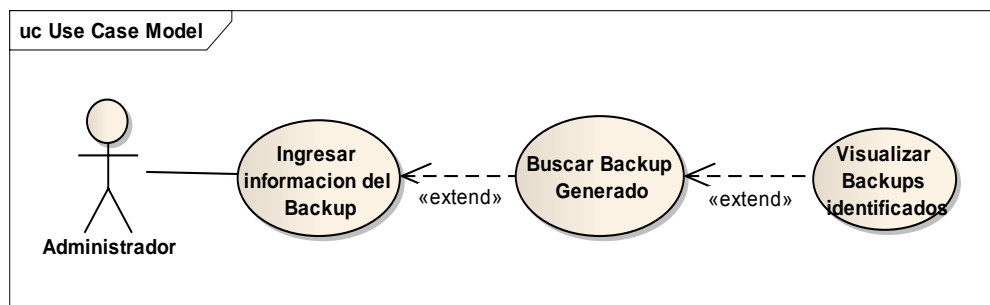 uc Use Case Model
Ingresar
informacion del
Backup
Buscar Backup
Generado
Visualizar
Backups
identificados
«extend»
«extend»
Administrador